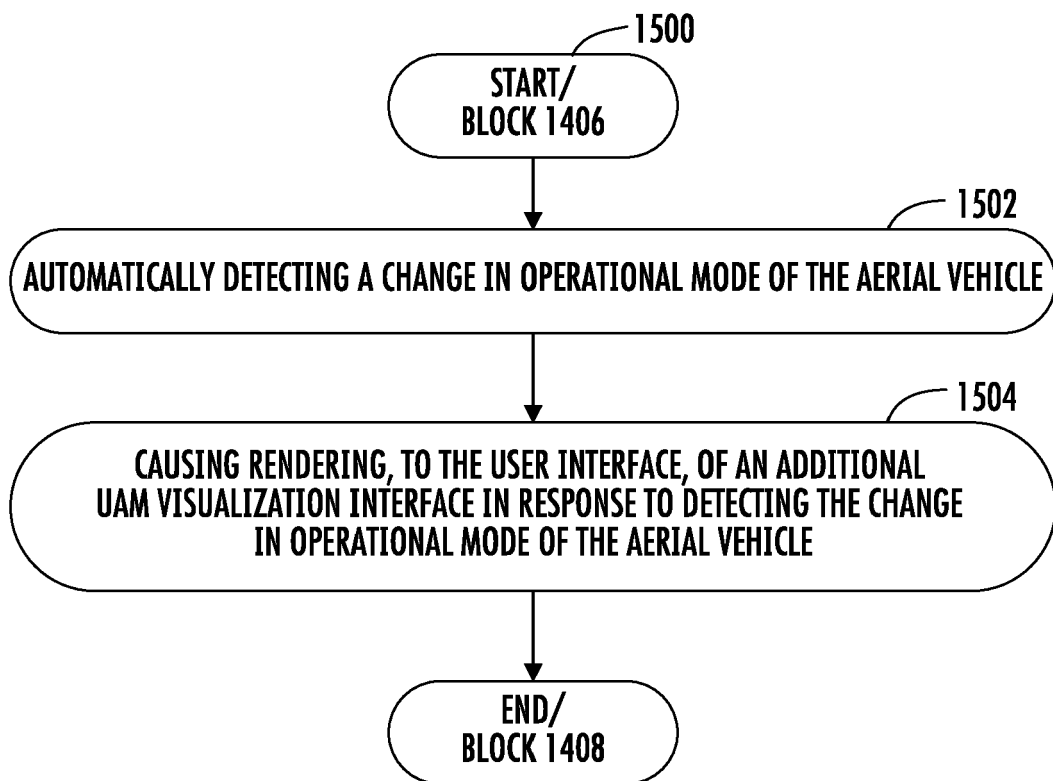 1500
START/
BLOCK 1406
1502
AUTOMATICALLY DETECTING A CHANGE IN OPERATIONAL MODE OF THE AERIAL VEHICLE
1504
CAUSING RENDERING, TO THE USER INTERFACE, OF AN ADDITIONAL
UAM VISUALIZATION INTERFACE IN RESPONSE TO DETECTING THE CHANGE
IN OPERATIONAL MODE OF THE AERIAL VEHICLE
END/
BLOCK 1408